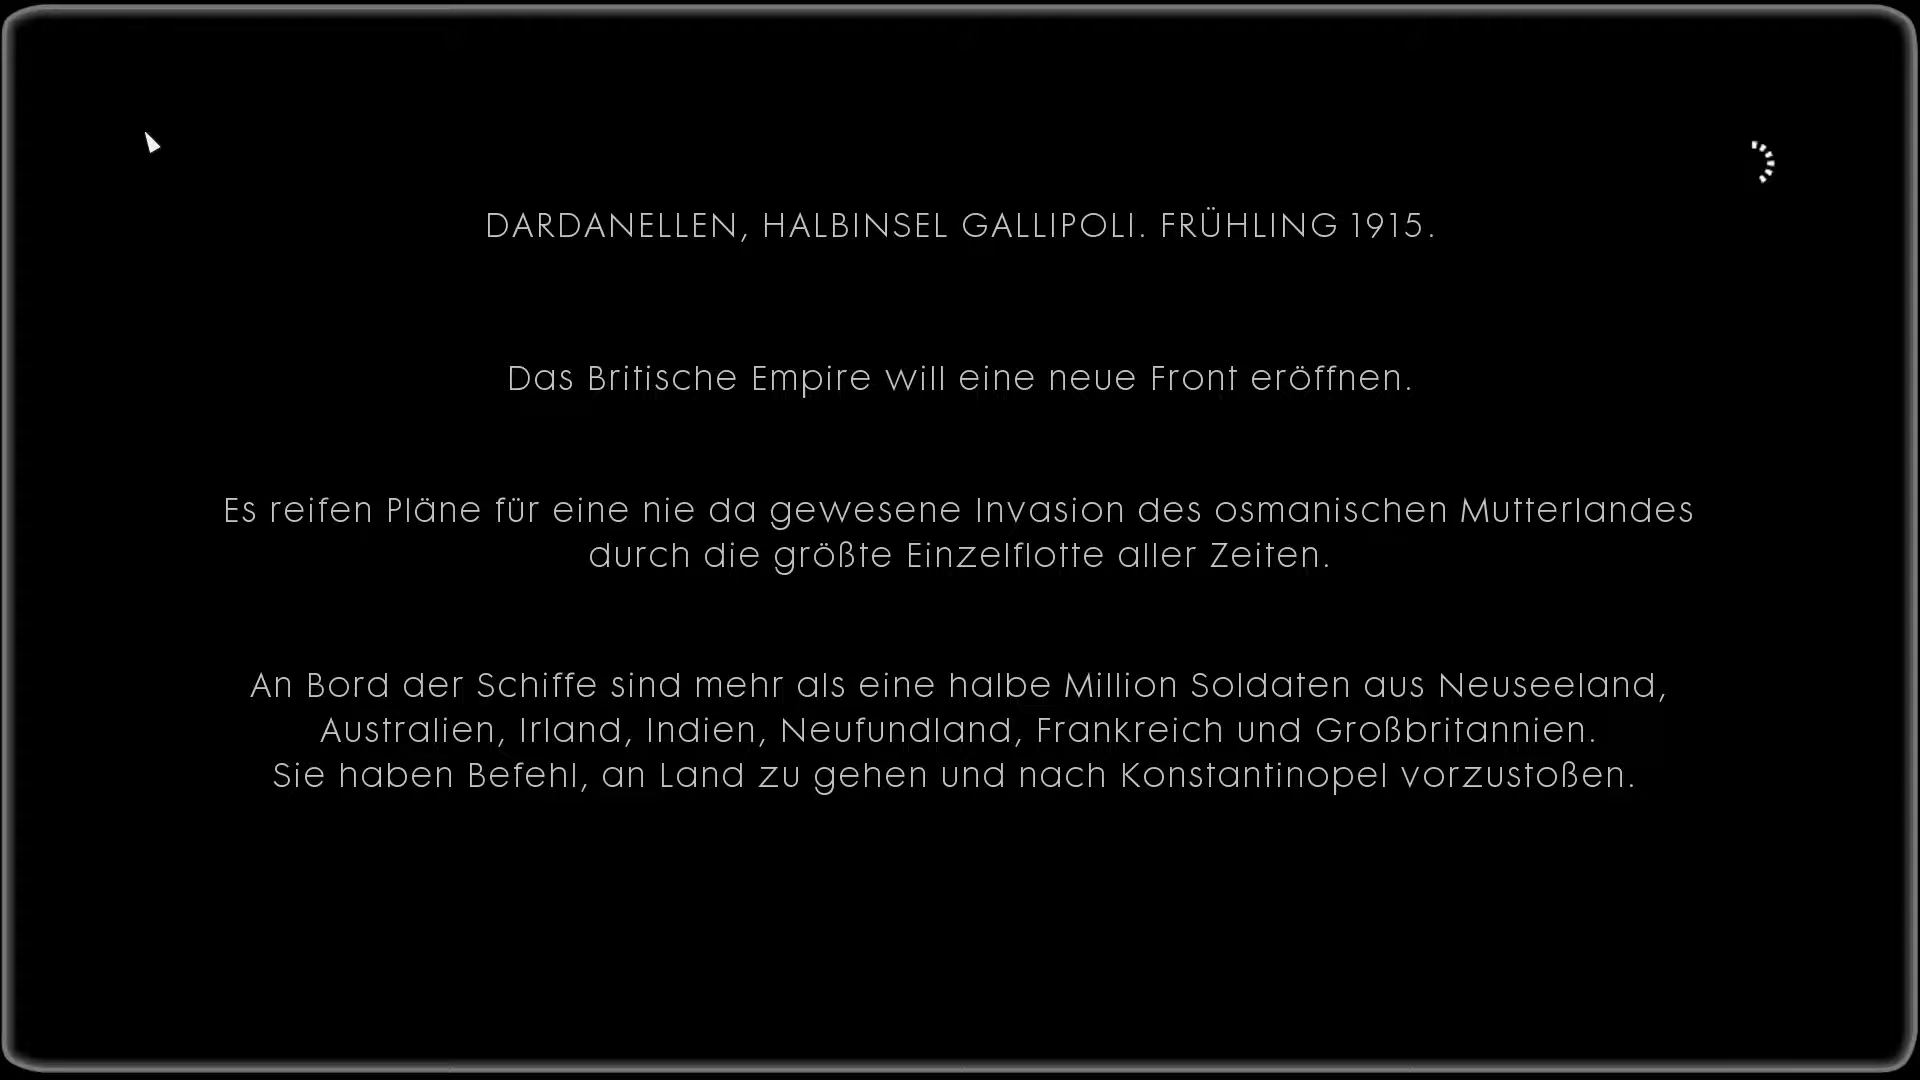 DARDANELLEN, HALBINSEL GALLIPOLI. FRÜHLING 1915.
Das Britische Empire will eine neue Front eröffnen.
Es reifen Pläne für eine nie da gewesene Invasion des osmanischen Mutterlandes
durch die größte Einzelflotte aller Zeiten.
An Bord der Schiffe sind mehr als eine halbe Million Soldaten aus Neuseeland,
Australien, Irland, Indien, Neufundland, Frankreich und Großbritannien.
Sie haben Befehl, an Land zu gehen und nach Konstantinopel vorzustoßen.